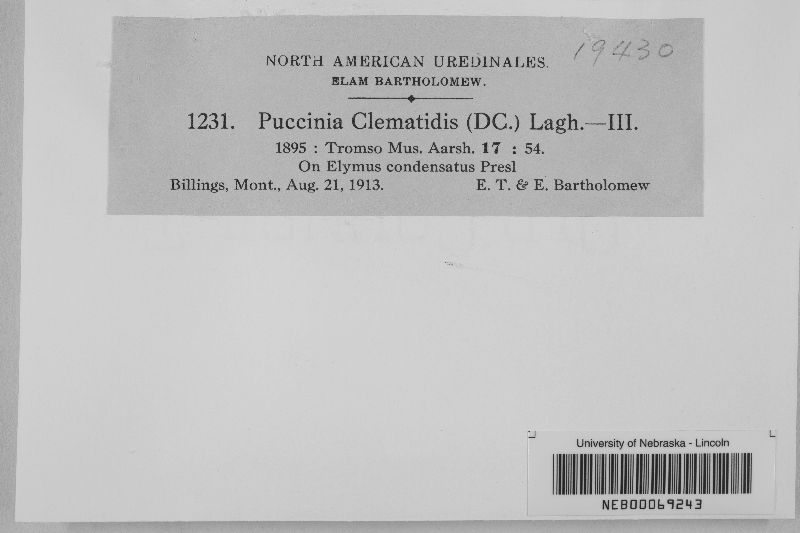 19430
NORTH AMERICAN UREDINALES.
ELAM BARTHOLOMEW.
1231. Puccinia Clematidis (DC.) Lagh.—III.
1895 : Tromso Mus. Aarsh. 17 : 54.
On Elymus condensatus Presl
Billings, Mont., Aug. 21, 1913. E. T. & E. Bartholomew
University of Nebraska - Lincoln
NEB00069243